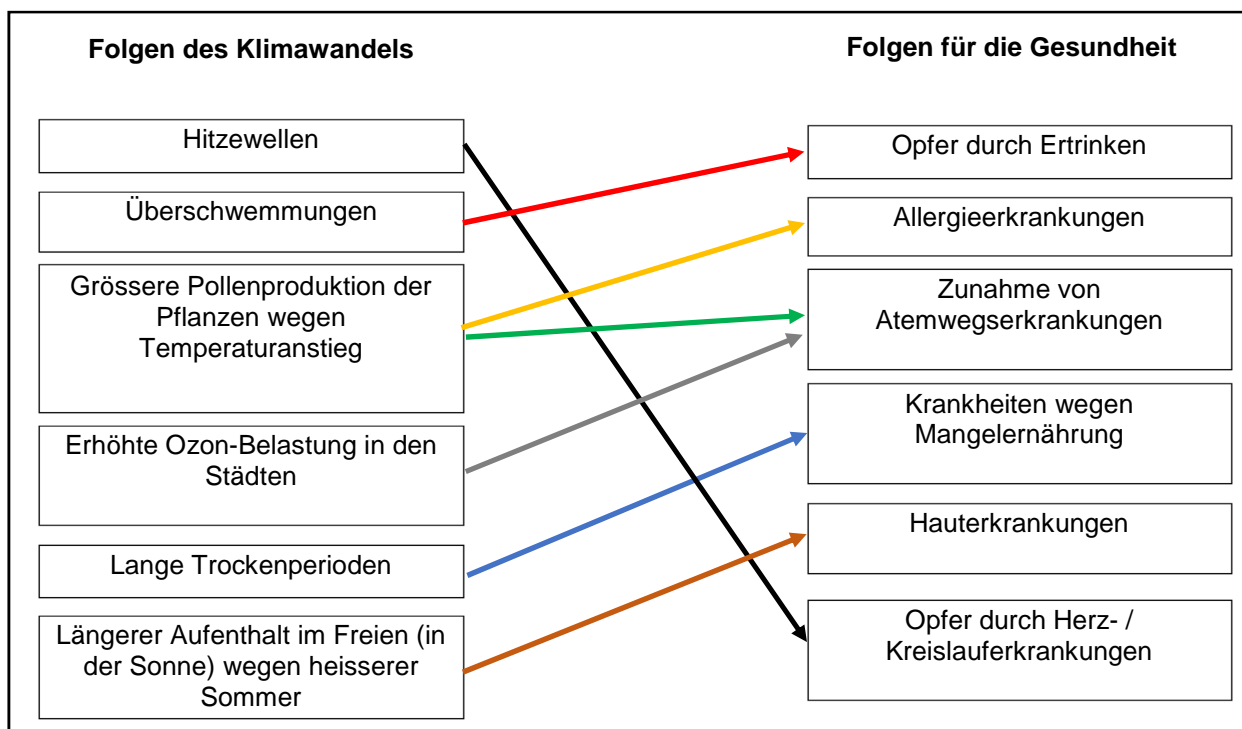 Folgen des Klimawandels
Hitzewellen
Überschwemmungen
Grössere Pollenproduktion der
Pflanzen wegen
Temperaturanstieg
Erhöhte Ozon-Belastung in den
Städten
Lange Trockenperioden
Längerer Aufenthalt im Freien (in
der Sonne) wegen heisserer
Sommer
Folgen für die Gesundheit
Opfer durch Ertrinken
Allergieerkrankungen
Zunahme von
Atemwegserkrankungen
Krankheiten wegen
Mangelernährung
Hauterkrankungen
Opfer durch Herz- /
Kreislauferkrankungen